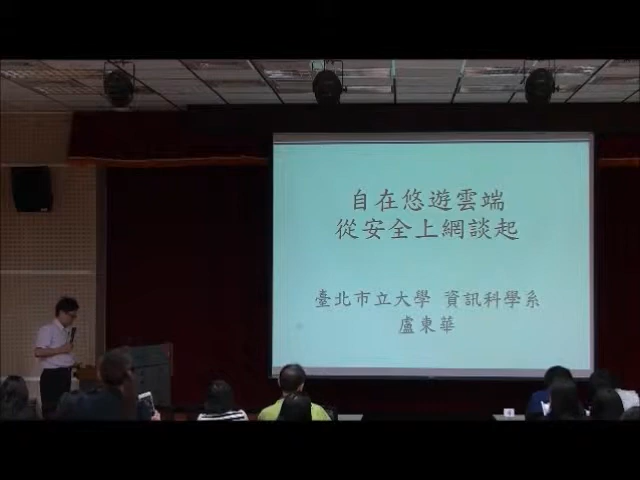 自在悠遊雲端
從安全上網談起
臺北市立大學 資訊科學系
盧東華